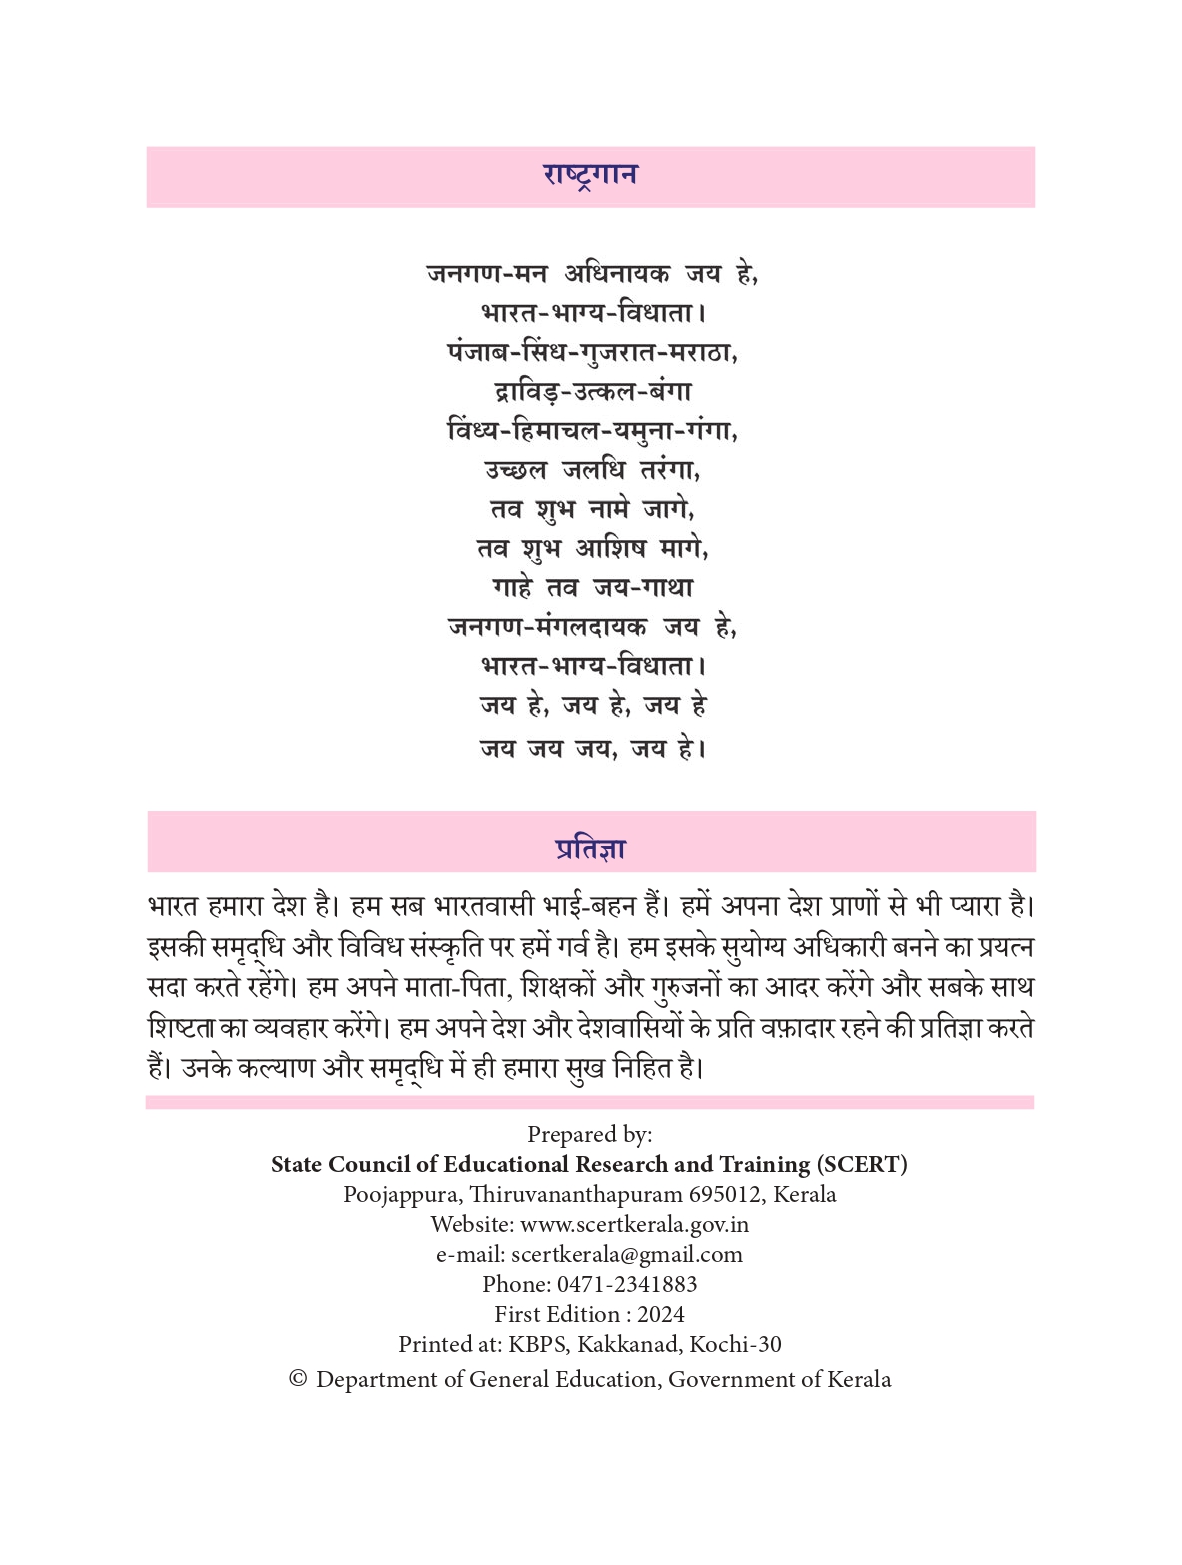 राष्ट्रगान
जनगण-मन अधिनायक जय हे,
भारत-भाग्य-विधाता।
पंजाब-सिंध-गुजरात-मराठा,
द्राविड़-उत्कल-बंगा
विंध्य-हिमाचल-यमुना-गंगा,
उच्छल जलधि तरंगा,
तव शुभ नामे जागे,
तव शुभ आशिष मागे,
गाहे तव जय-गाथा
जनगण-मंगलदायक जय हे,
भारत-भाग्य-विधाता।
जय हे, जय हे, जय हे
जय जय जय, जय हे।
प्रतिज्ञा
भारत हमारा देश है। हम सब भारतवासी भाई-बहन हैं। हमें अपना देश प्राणों से भी प्यारा है।
इसकी समृद्धि और विविध संस्कृति पर हमें गर्व है। हम इसके सुयोग्य अधिकारी बनने का प्रयत्न
सदा करते रहेंगे। हम अपने माता-पिता, शिक्षकों और गुरुजनों का आदर करेंगे और सबके साथ
शिष्टता का व्यवहार करेंगे। हम अपने देश और देशवासियों के प्रति वफ़ादार रहने की प्रतिज्ञा करते
हैं। उनके कल्याण और समृद्धि में ही हमारा सुख निहित है।
Prepared by:
State Council of Educational Research and Training (SCERT)
Poojappura, Thiruvananthapuram 695012, Kerala
Website: www.scertkerala.gov.in
e-mail: scertkerala@gmail.com
Phone: 0471-2341883
First Edition : 2024
Printed at: KBPS, Kakkanad, Kochi-30
© Department of General Education, Government of Kerala